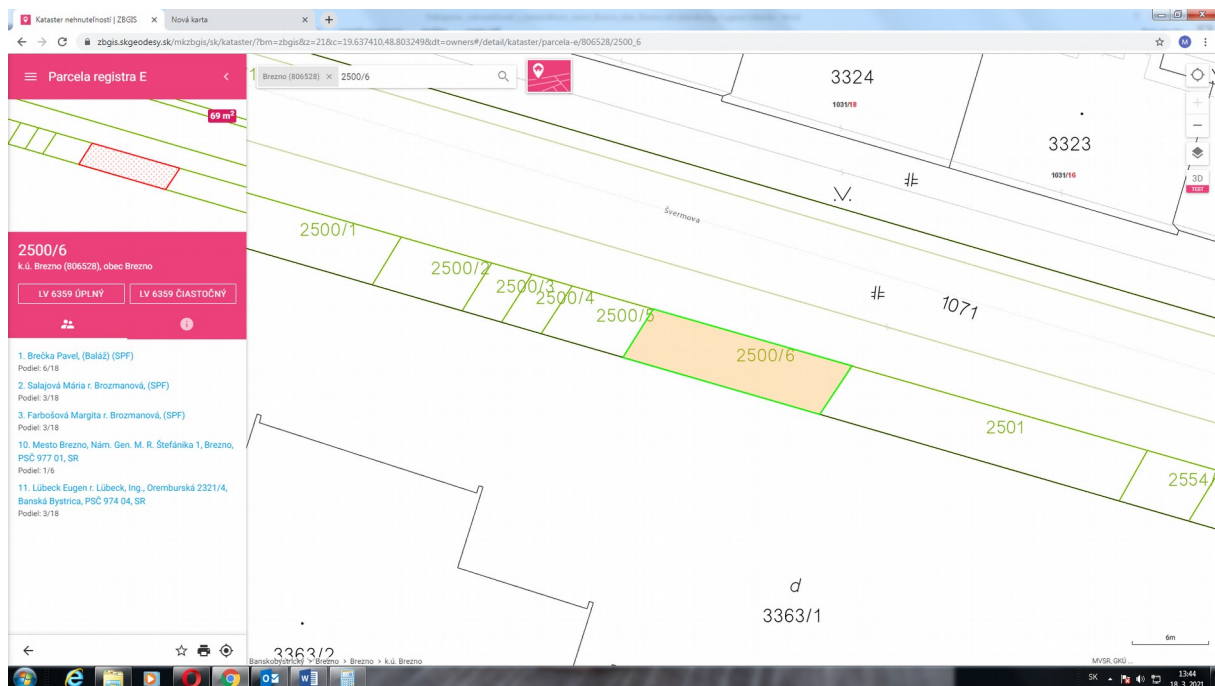 Kataster nehnuteľností | ZBGIS
Nová karta
zbgis.skgeodesy.sk/mkzbgis/sk/kataster/?bm=zbgis&z=21&c=19.637410,48.803249&dt=owners#/detail/kataster/parcela-e/806528/2500_6
M
Parcela registra E
Brezno (806528) × 2500/6
69 m²
2500/6
k.ú. Brezno (806528), obec Brezno
LV 6359 ÚPLNÝ
LV 6359 ČIASTOČNÝ
1. Brečka Pavel, (Baláž) (SPF)
Podiel: 6/18
2. Salajová Mária r. Brozmanová, (SPF)
Podiel: 3/18
3. Farbošová Margita r. Brozmanová, (SPF)
Podiel: 3/18
10. Mesto Brezno, Nám. Gen. M. R. Štefánika 1, Brezno,
PSČ 977 01, SR
Podiel: 1/6
11. Lübeck Eugen r. Lübeck, Ing., Oremburská 2321/4,
Banská Bystrica, PSČ 974 04, SR
Podiel: 3/18
3324
1031/18
3323
1031/16
3D
TEST
Švermova
2500/1
2500/2
2500/3
2500/4
2500/5
2500/6
1071
2501
2554/
d
3363/1
3363/2
6m
Banskobystrický > Brezno > Brezno > k.ú. Brezno
MVSR, GKÚ ...
SK
13:44
18. 3. 2021